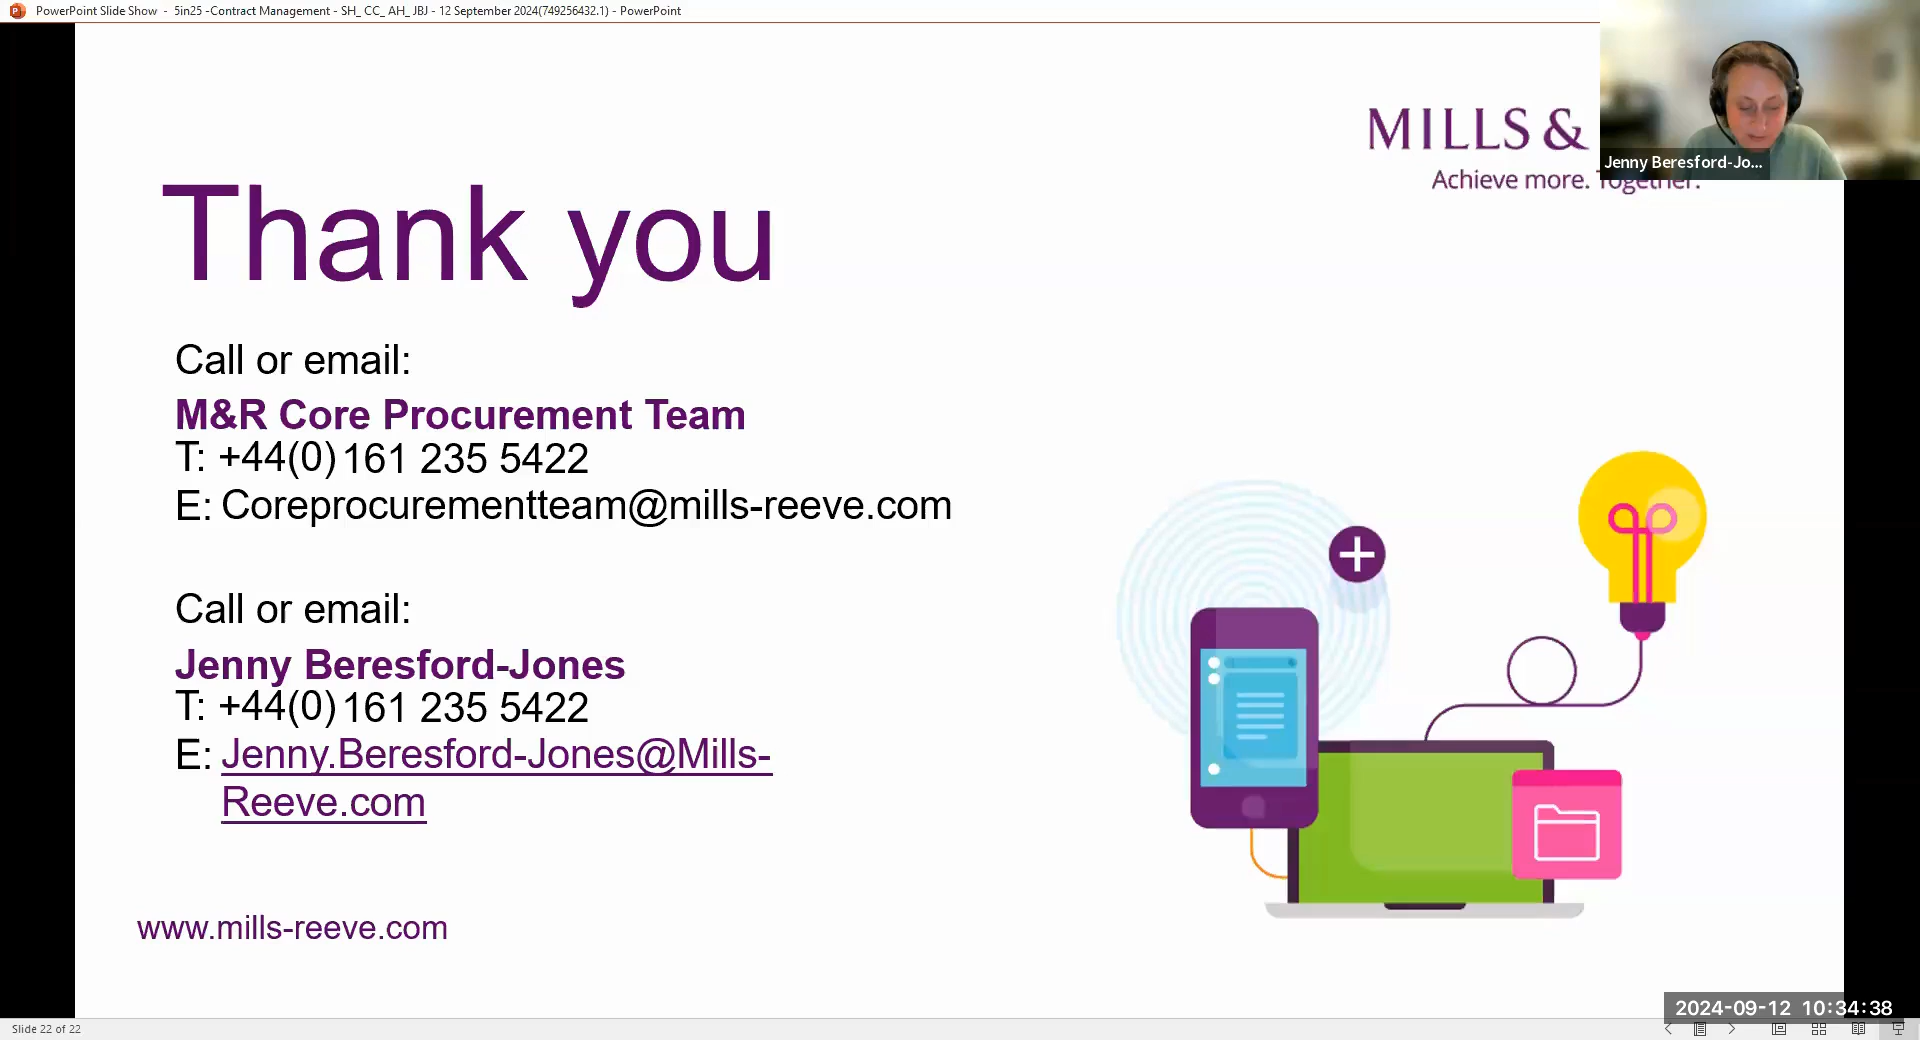 PowerPoint Slide Show - 5in25 -Contract Management - SH_ CC_ AH_ JBJ - 12 September 2024(749256432.1) - PowerPoint
MILLS &
Achieve more. Together.
Jenny Beresford-Jo...
Thank you
Call or email:
M&R Core Procurement Team
T: +44(0) 161 235 5422
E: Coreprocurementteam@mills-reeve.com
Call or email:
Jenny Beresford-Jones
T: +44(0) 161 235 5422
E: Jenny.Beresford-Jones@Mills-
Reeve.com
www.mills-reeve.com
2024-09-12 10:34:38
Slide 22 of 22